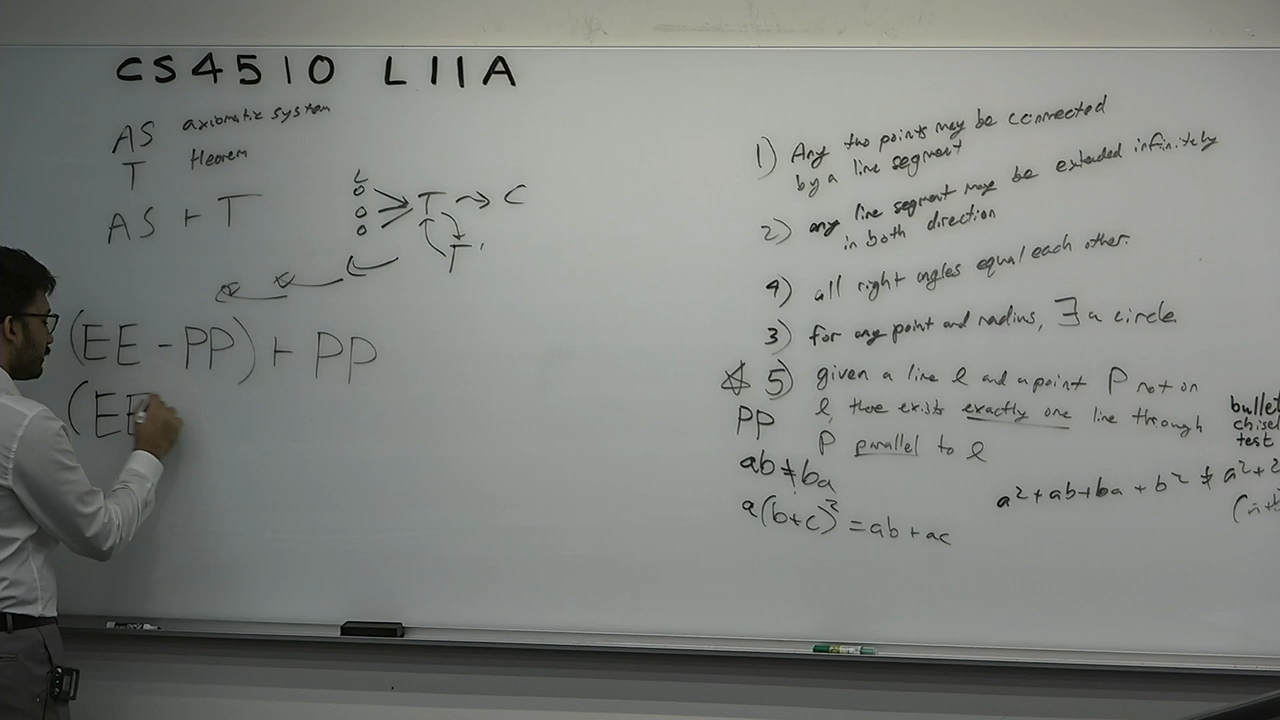 CS4510 L11A
AS axiomatic system
T theorem
AS ⊢ T
T → C
T'
(EE - PP) ⊢ PP
(EE
1) Any two points may be connected
by a line segment
2) any line segment may be extended infinitely
in both direction
4) all right angles equal each other.
3) for any point and radius, ∃ a circle
☆ 5) given a line l and a point P not on
l, there exists exactly one line through
P parallel to l
PP
ab ≠ ba
a(b+c)² = ab + ac
bullet
chisel
test
a² + ab + ba + b² ≠ a² + 2